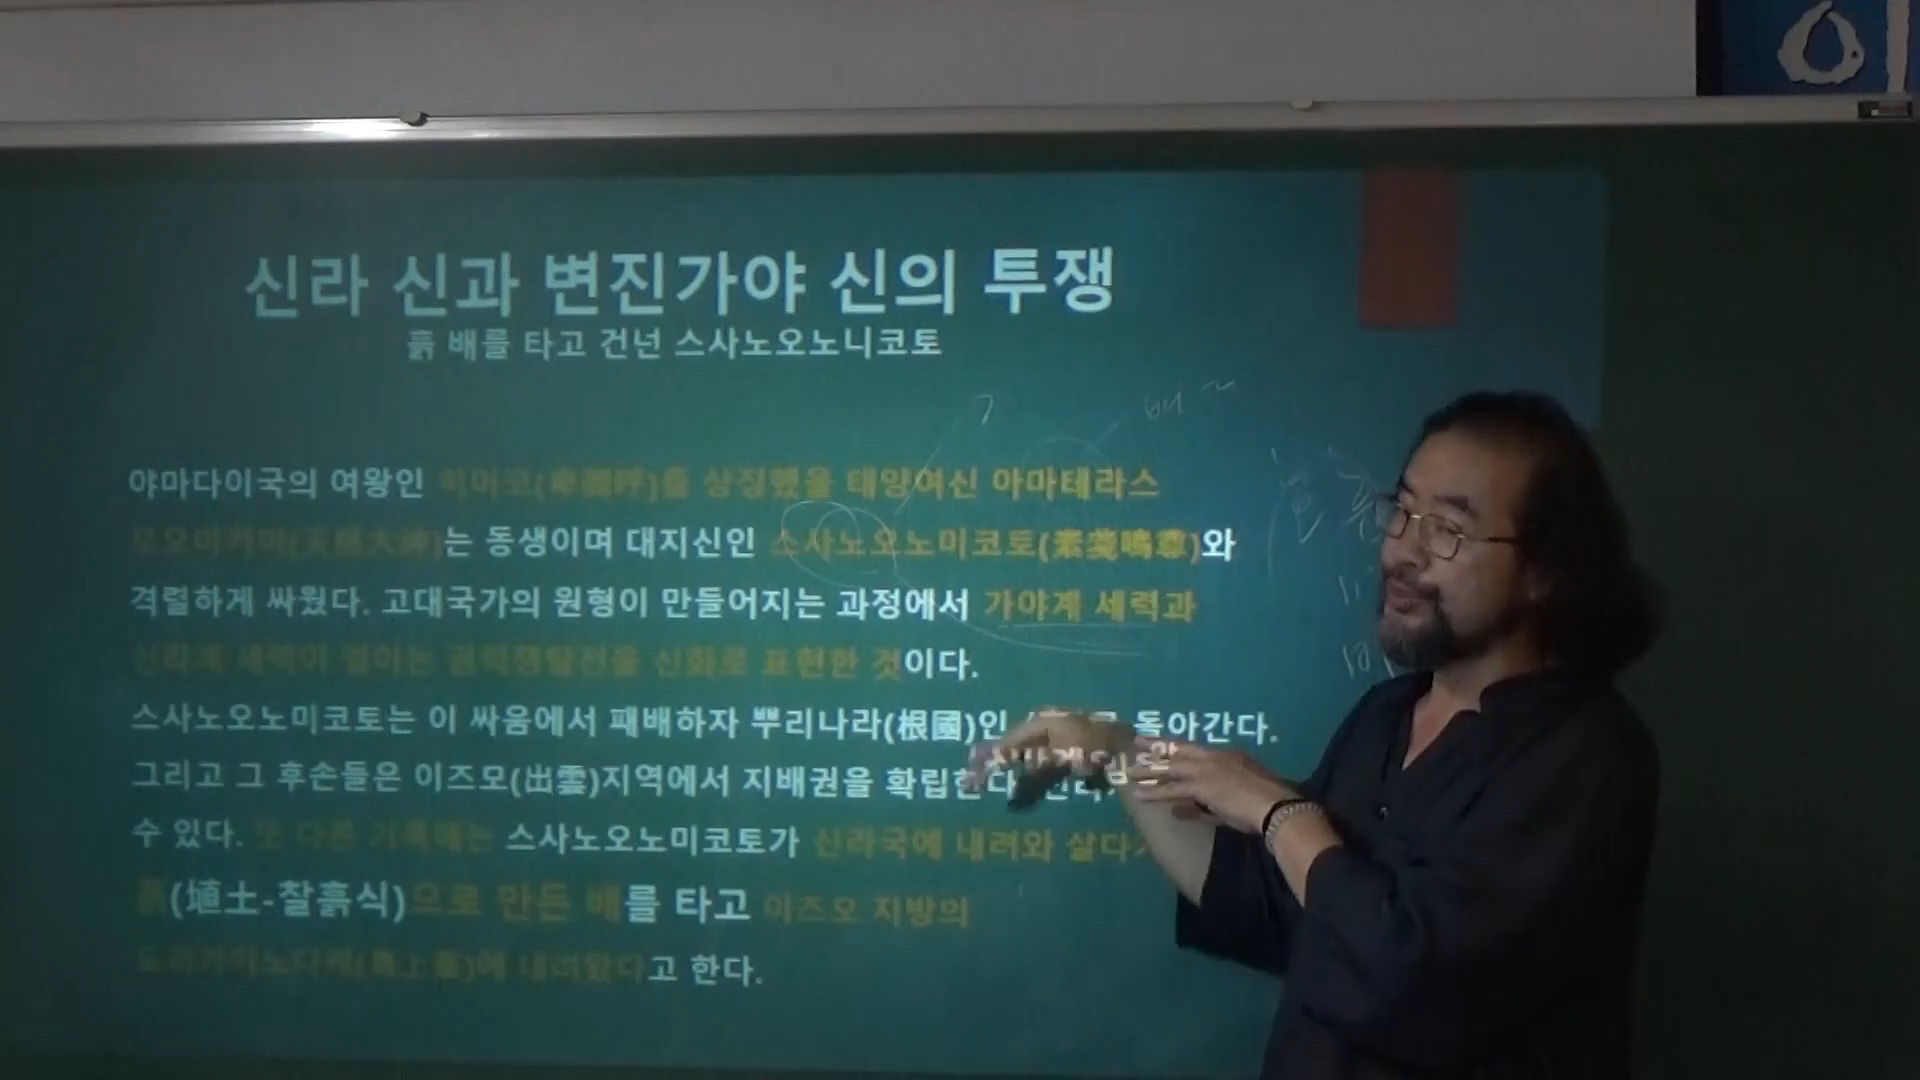 이
신라 신과 변진가야 신의 투쟁
흙 배를 타고 건넌 스사노오노니코토
배
야마다이국의 여왕인 히미코(卑彌呼)를 상징했을 태양여신 아마테라스
오오미카미(天照大神)는 동생이며 대지신인 스사노오노미코토(素戔嗚尊)와
격렬하게 싸웠다. 고대국가의 원형이 만들어지는 과정에서 가야계 세력과
신라계 세력이 벌이는 권력쟁탈전을 신화로 표현한 것이다.
스사노오노미코토는 이 싸움에서 패배하자 뿌리나라(根國)인 돌아간다.
그리고 그 후손들은 이즈모(出雲)지역에서 지배권을 확립한다.
수 있다. 또 다른 기록에는 스사노오노미코토가 신라국에 내려와 살다가
흙(埴土-찰흙식)으로 만든 배를 타고 이즈모 지방의
도리가미노다케(鳥上峯)에 내려왔다고 한다.